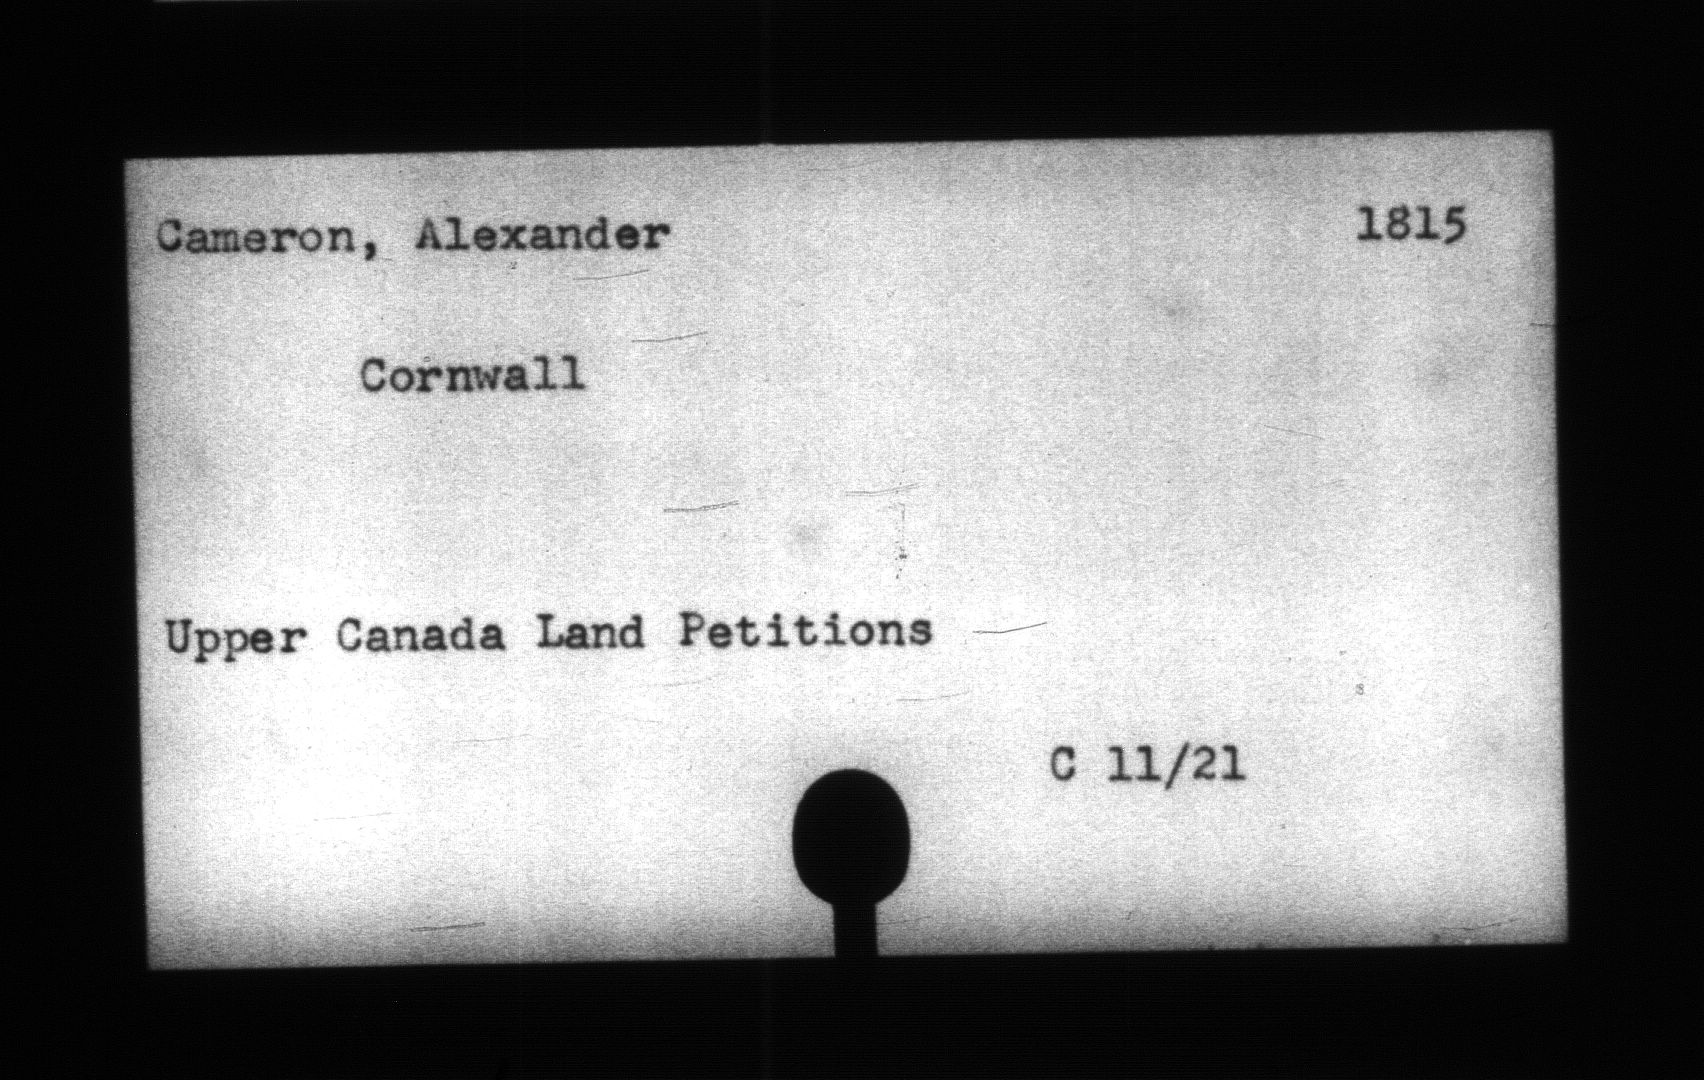 Cameron, Alexander 1815
Cornwall
Upper Canada Land Petitions
C 11/21